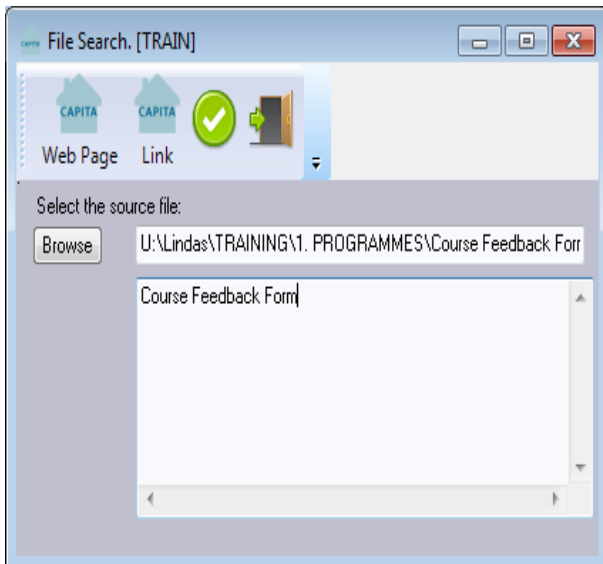 File Search. [TRAIN]
CAPITA CAPITA
Web Page Link
Select the source file:
Browse U:\Lindas\TRAINING\1. PROGRAMMES\Course Feedback For
Course Feedback Form